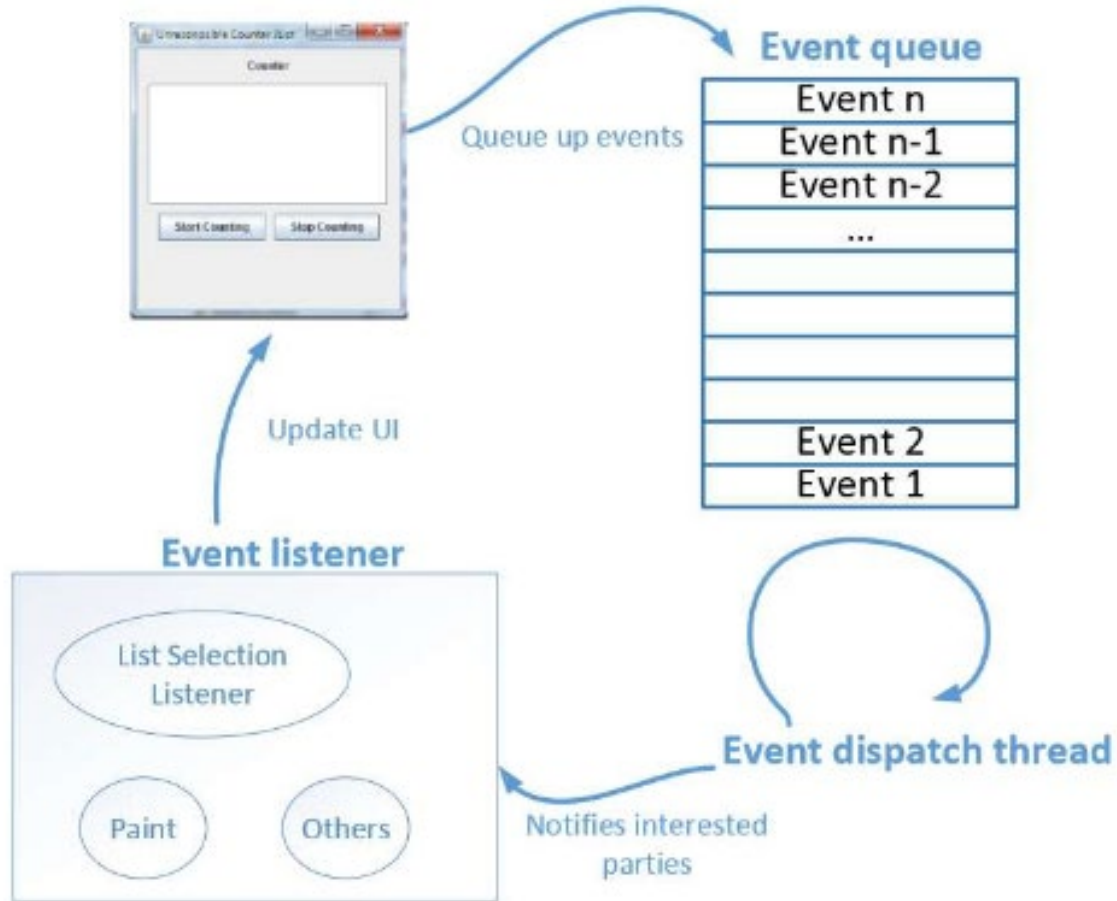 Counter
Start Counting
Stop Counting
Queue up events
Event queue
Event n
Event n-1
Event n-2
...
Event 2
Event 1
Update UI
Event listener
List Selection
Listener
Paint
Others
Event dispatch thread
Notifies interested
parties